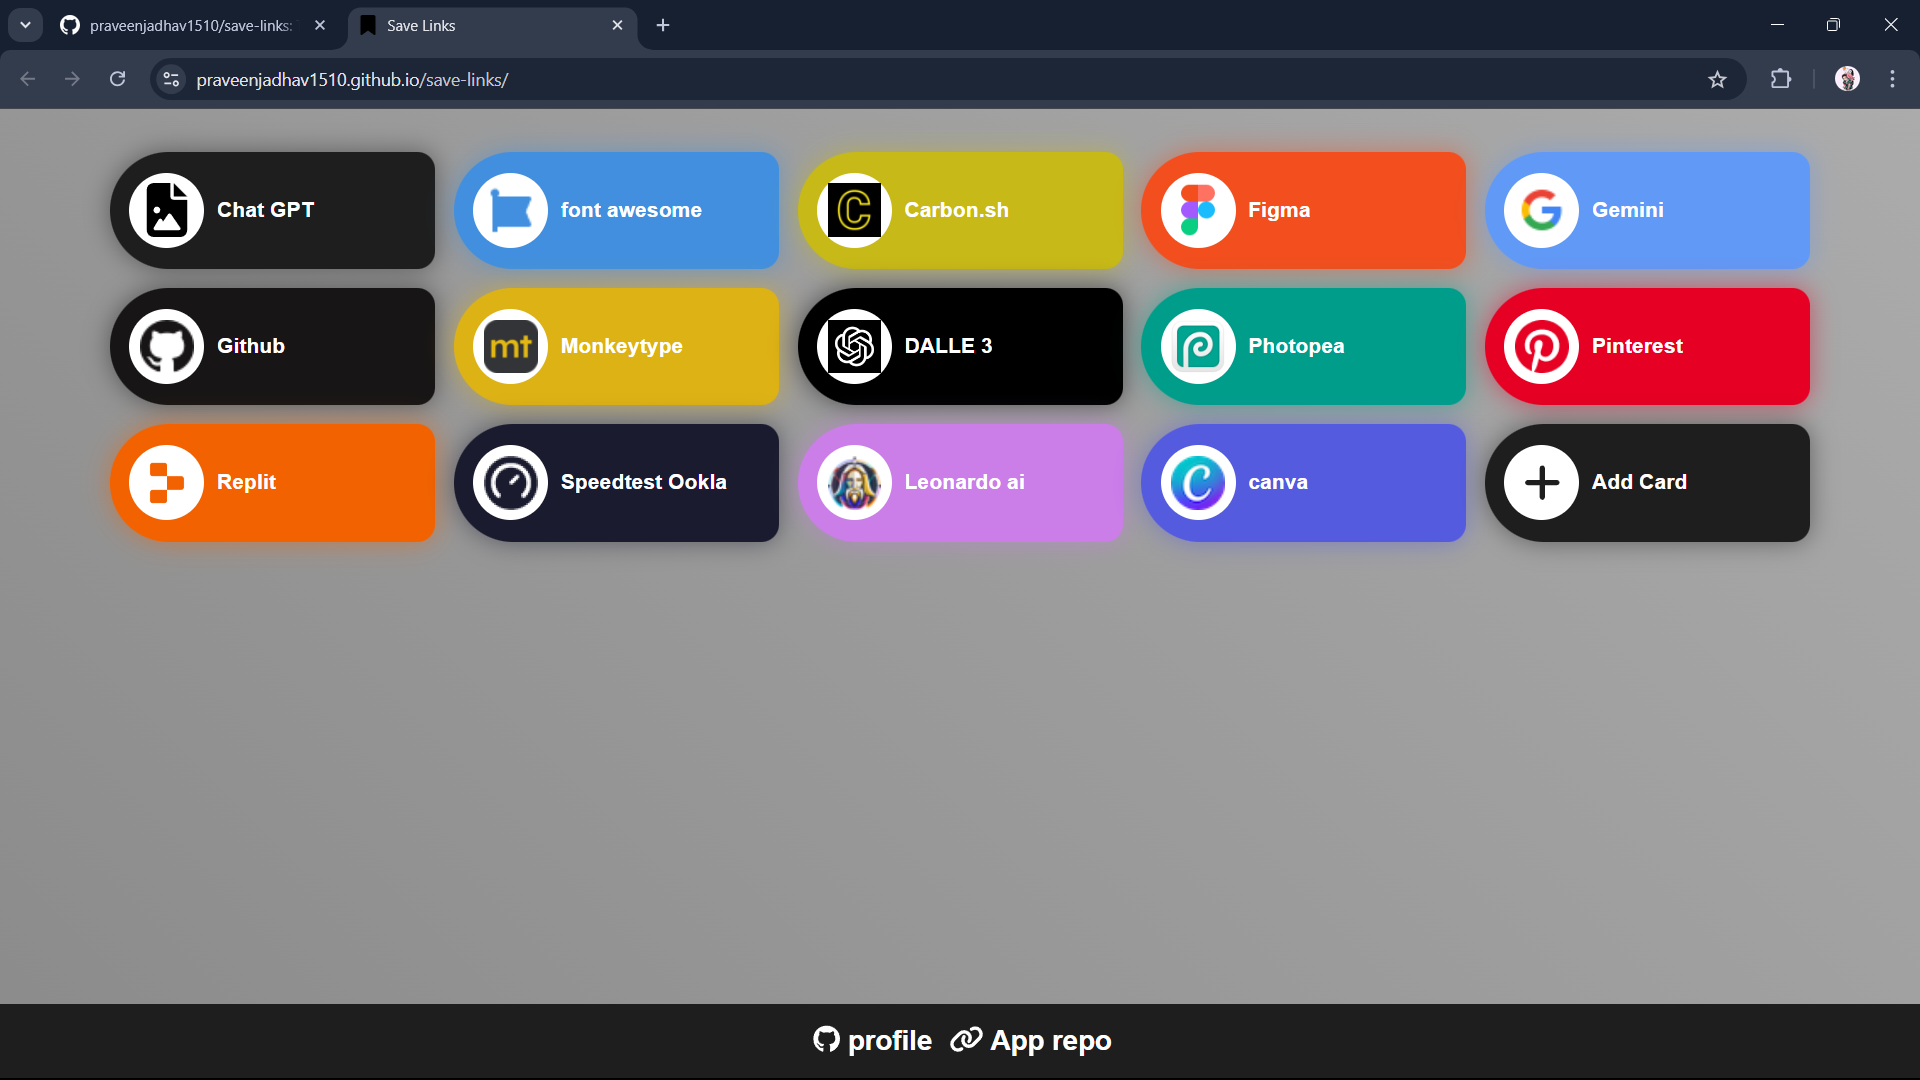 praveenjadhav1510/save-links:
Save Links
praveenjadhav1510.github.io/save-links/
Chat GPT
font awesome
C
Carbon.sh
Figma
G
Gemini
Github
mt
Monkeytype
DALLE 3
Photopea
Pinterest
Replit
Speedtest Ookla
Leonardo ai
C
canva
Add Card
profile
App repo